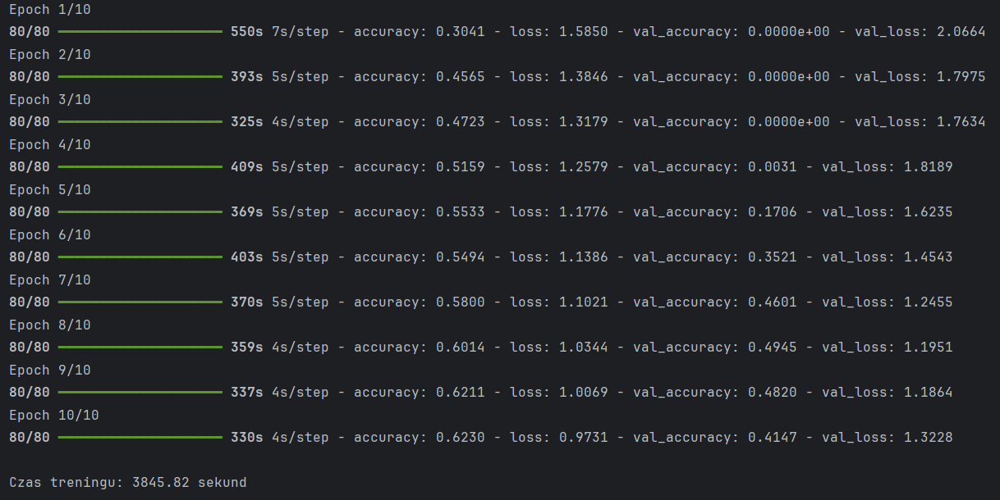 Epoch 1/10
80/80 ━━━━━━━━━━━━━━━━━━━━ 550s 7s/step - accuracy: 0.3041 - loss: 1.5850 - val_accuracy: 0.0000e+00 - val_loss: 2.0664
Epoch 2/10
80/80 ━━━━━━━━━━━━━━━━━━━━ 393s 5s/step - accuracy: 0.4565 - loss: 1.3846 - val_accuracy: 0.0000e+00 - val_loss: 1.7975
Epoch 3/10
80/80 ━━━━━━━━━━━━━━━━━━━━ 325s 4s/step - accuracy: 0.4723 - loss: 1.3179 - val_accuracy: 0.0000e+00 - val_loss: 1.7634
Epoch 4/10
80/80 ━━━━━━━━━━━━━━━━━━━━ 409s 5s/step - accuracy: 0.5159 - loss: 1.2579 - val_accuracy: 0.0031 - val_loss: 1.8189
Epoch 5/10
80/80 ━━━━━━━━━━━━━━━━━━━━ 369s 5s/step - accuracy: 0.5533 - loss: 1.1776 - val_accuracy: 0.1706 - val_loss: 1.6235
Epoch 6/10
80/80 ━━━━━━━━━━━━━━━━━━━━ 403s 5s/step - accuracy: 0.5494 - loss: 1.1386 - val_accuracy: 0.3521 - val_loss: 1.4543
Epoch 7/10
80/80 ━━━━━━━━━━━━━━━━━━━━ 370s 5s/step - accuracy: 0.5800 - loss: 1.1021 - val_accuracy: 0.4601 - val_loss: 1.2455
Epoch 8/10
80/80 ━━━━━━━━━━━━━━━━━━━━ 359s 4s/step - accuracy: 0.6014 - loss: 1.0344 - val_accuracy: 0.4945 - val_loss: 1.1951
Epoch 9/10
80/80 ━━━━━━━━━━━━━━━━━━━━ 337s 4s/step - accuracy: 0.6211 - loss: 1.0069 - val_accuracy: 0.4820 - val_loss: 1.1864
Epoch 10/10
80/80 ━━━━━━━━━━━━━━━━━━━━ 330s 4s/step - accuracy: 0.6230 - loss: 0.9731 - val_accuracy: 0.4147 - val_loss: 1.3228
Czas treningu: 3845.82 sekund